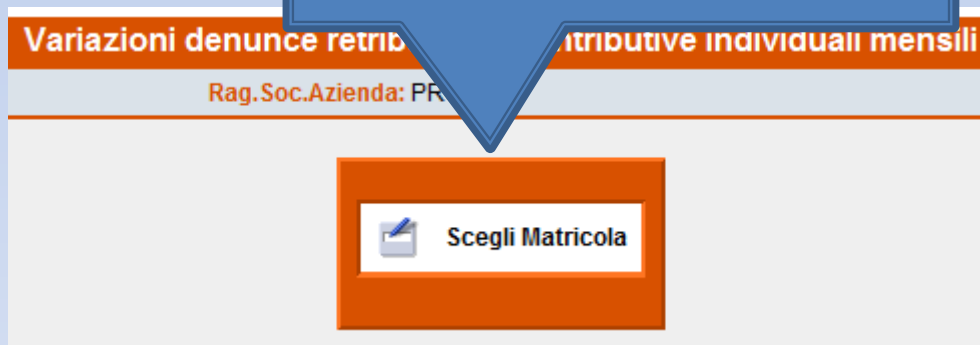 Variazioni denunce retrib ntributive individuali mensili
Rag.Soc.Azienda: PR
Scegli Matricola